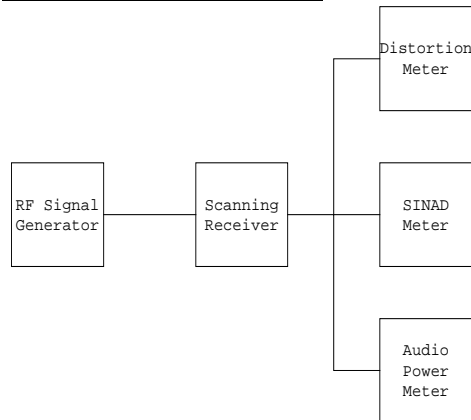 Distortion
Meter
RF Signal
Generator
Scanning
Receiver
SINAD
Meter
Audio
Power
Meter